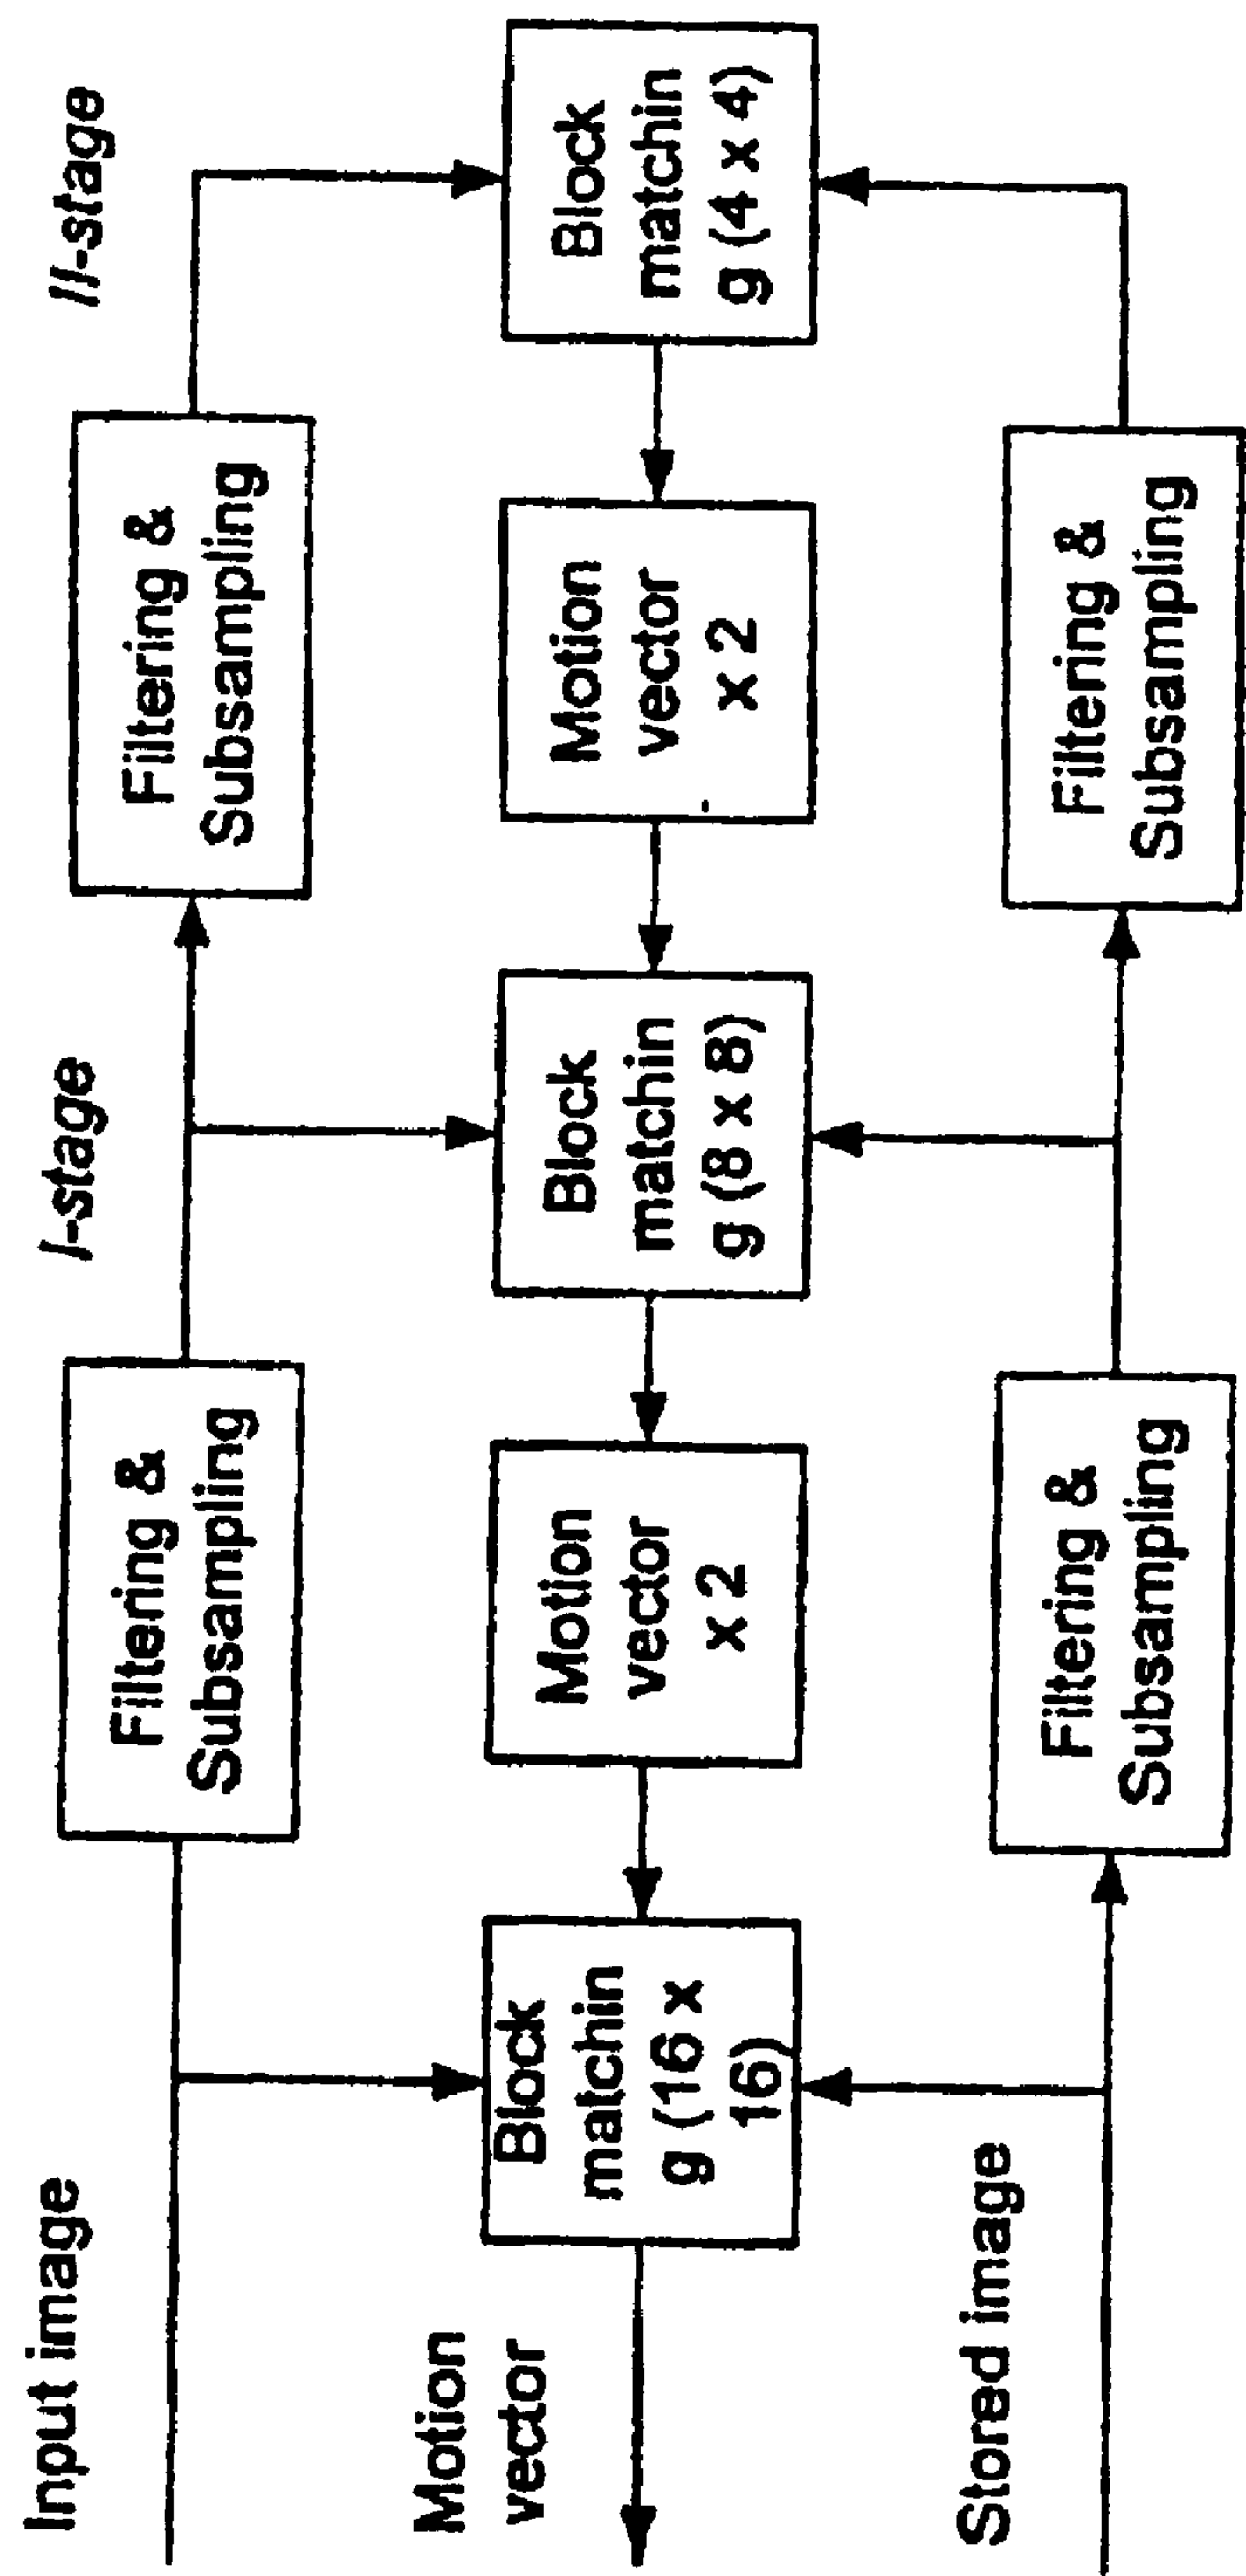 Input image
I-stage
II-stage
Filtering &
Subsampling
Filtering &
Subsampling
Motion
vector
Block
matchin
g (16 x
16)
Motion
vector
x 2
Block
matchin
g (8 x 8)
Motion
vector
x 2
Block
matchin
g (4 x 4)
Stored image
Filtering &
Subsampling
Filtering &
Subsampling